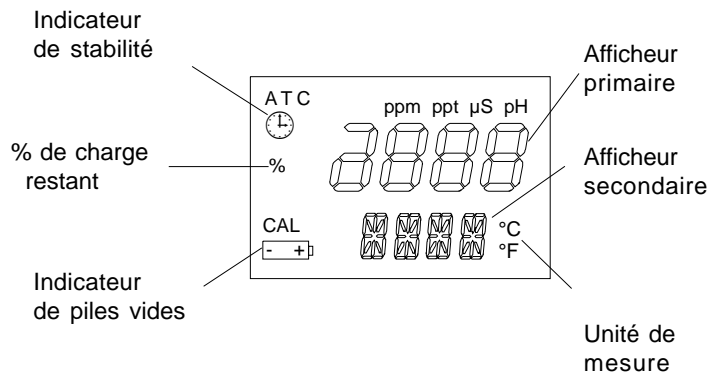 Indicateur
de stabilité
Afficheur
primaire
ATC
ppm ppt µS pH
% de charge
restant
%
Afficheur
secondaire
CAL
°C
°F
- +
Indicateur
de piles vides
Unité de
mesure